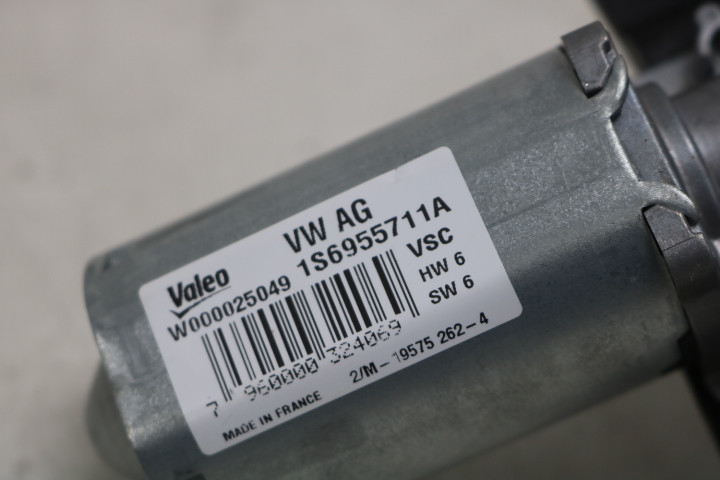 VW AG
Valeo
W000025049 1S6955711A
VSC
HW 6
SW 6
7 960000 324069
2/M-19575 262-4
MADE IN FRANCE